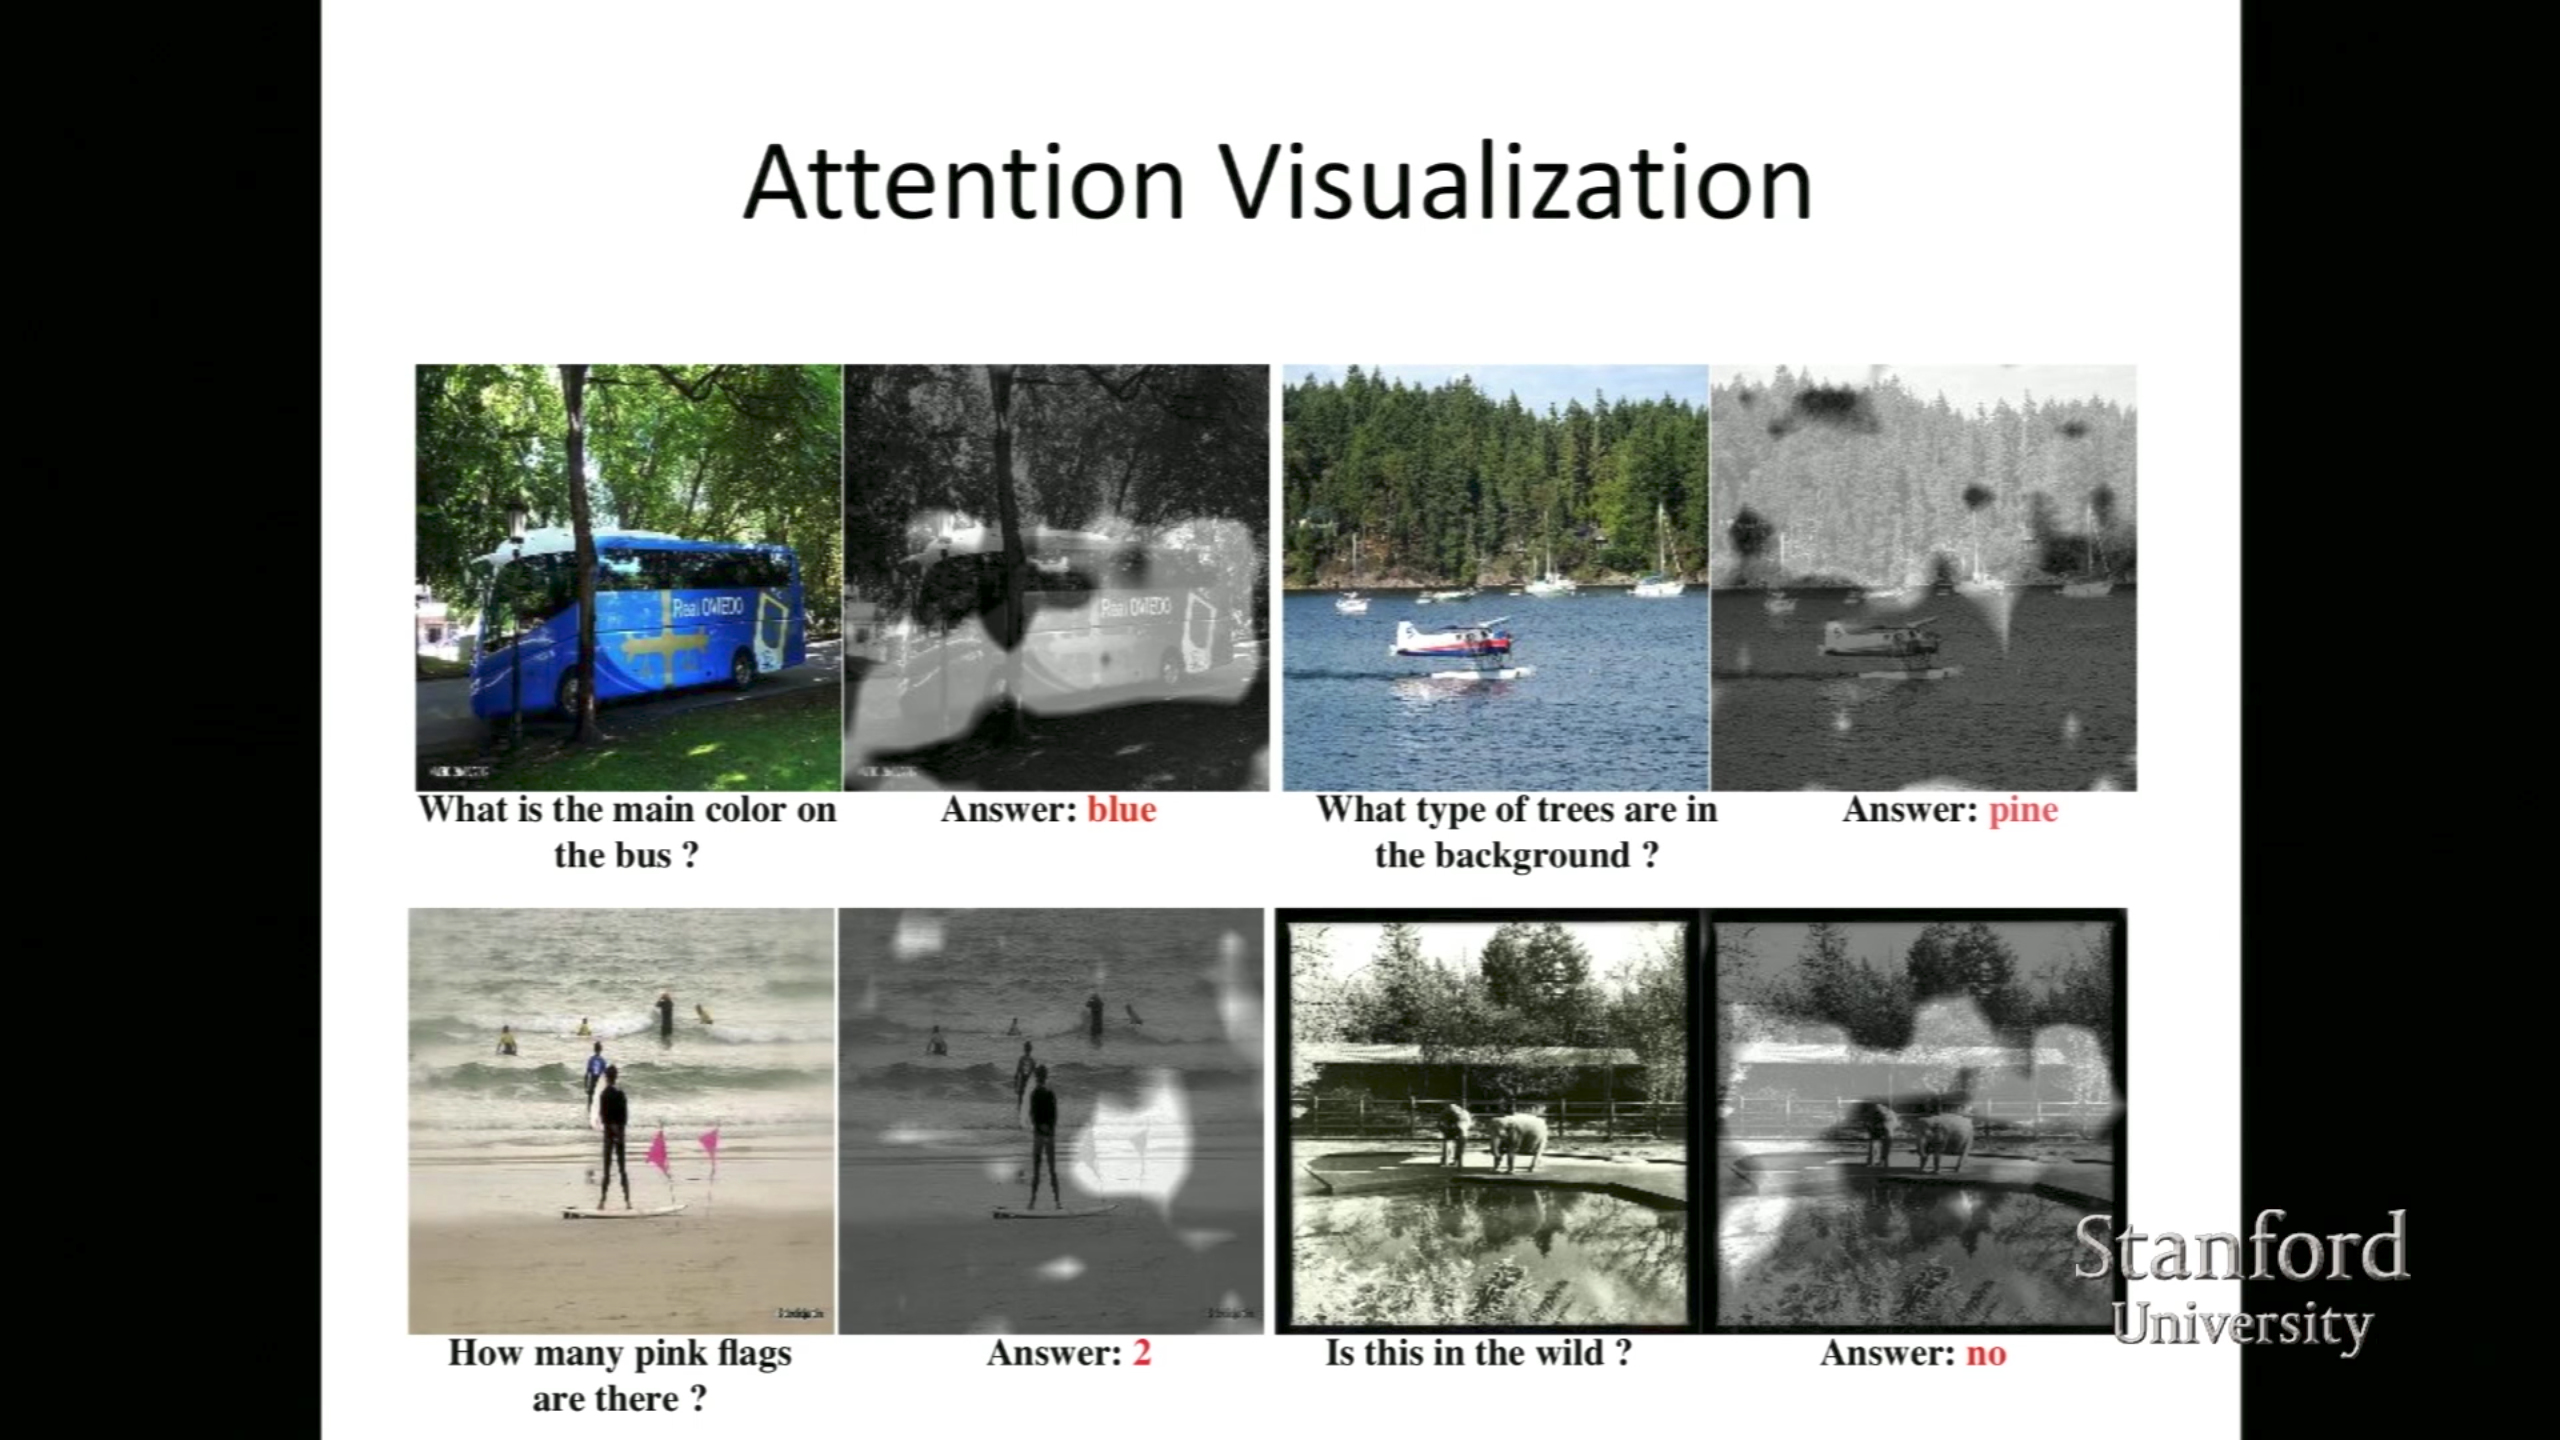 Attention Visualization
Real OVIEDO
Real OVIEDO
What is the main color on
the bus ?
Answer: blue
What type of trees are in
the background ?
Answer: pine
How many pink flags
are there ?
Answer: 2
Is this in the wild ?
Answer: no
Stanford
University